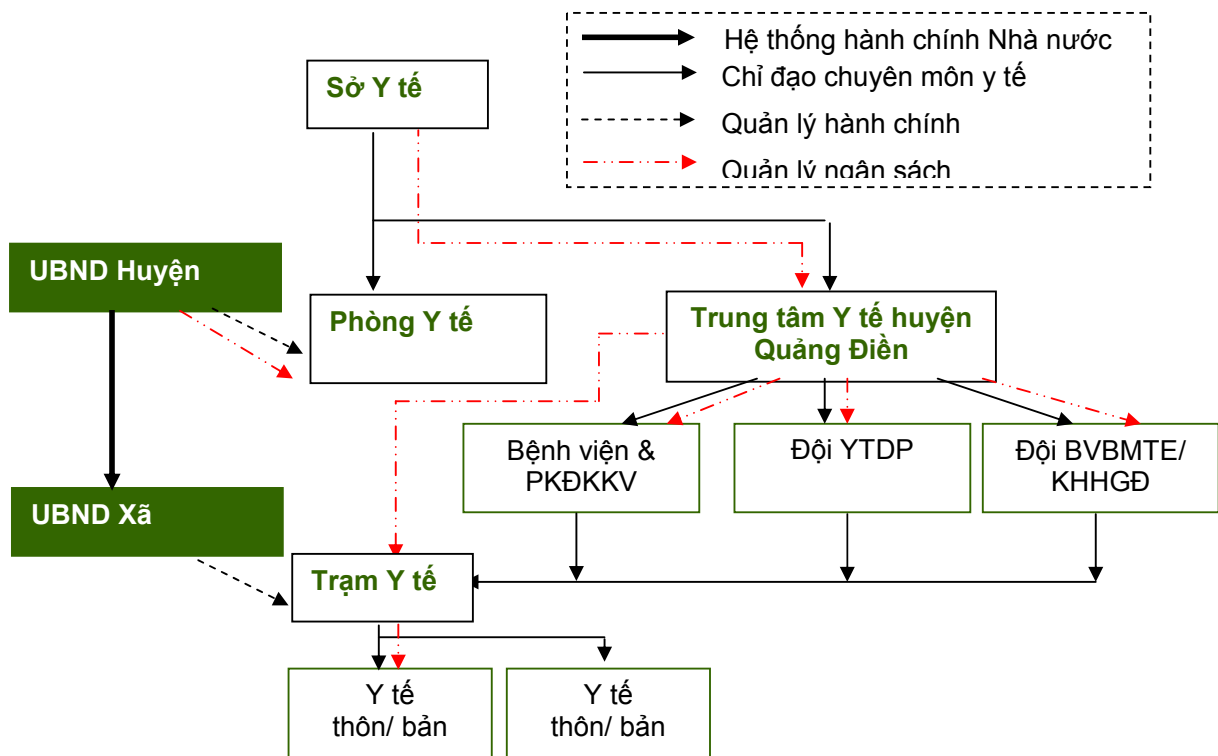 Hệ thống hành chính Nhà nước
Chỉ đạo chuyên môn y tế
Quản lý hành chính
Quản lý ngân sách
Sở Y tế
UBND Huyện
Phòng Y tế
Trung tâm Y tế huyện
Quảng Điền
Bệnh viện &
PKĐKKV
Đội YTDP
Đội BVBMTE/
KHHGĐ
UBND Xã
Trạm Y tế
Y tế
thôn/ bản
Y tế
thôn/ bản